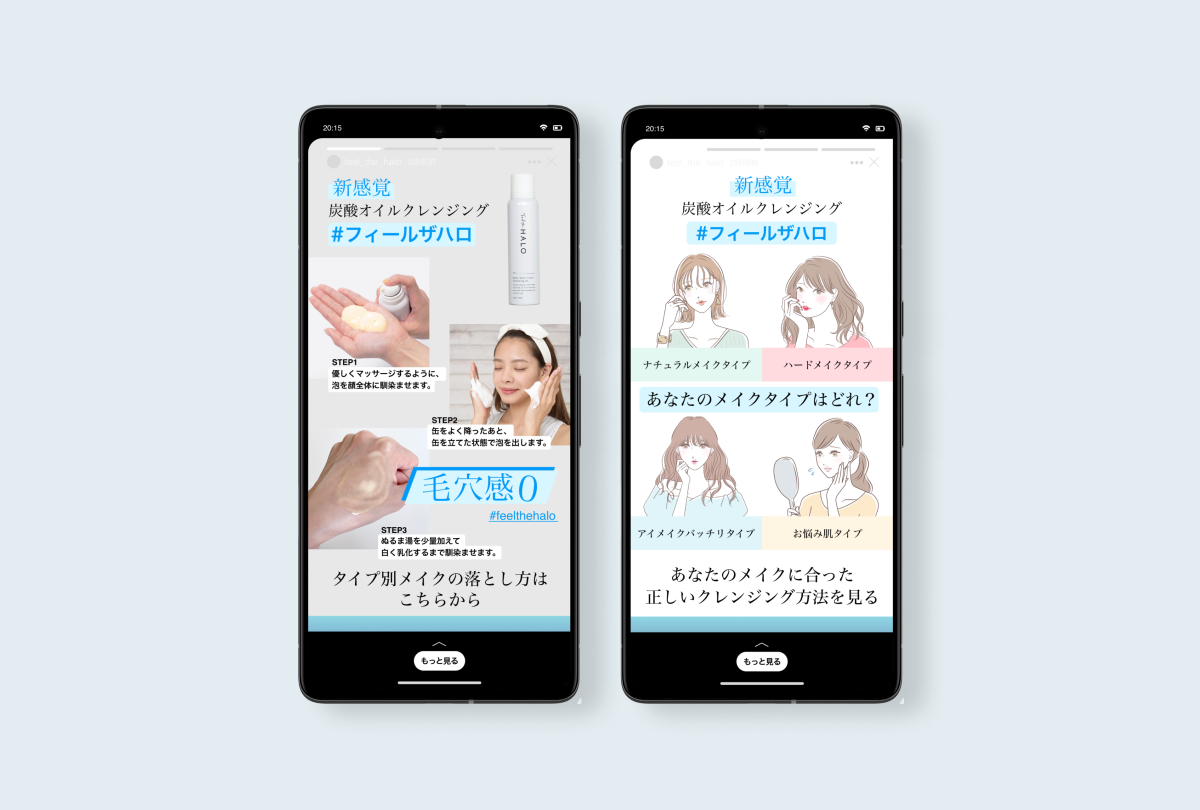 20:15
新感覚
炭酸オイルクレンジング
#フィールザハロ
HALO
STEP1
優しくマッサージするように、
泡を顔全体に馴染ませます。
STEP2
缶をよく降ったあと、
缶を立てた状態で泡を出します。
毛穴感0
#feelthehalo
STEP3
ぬるま湯を少量加えて
白く乳化するまで馴染ませます。
タイプ別メイクの落とし方は
こちらから
もっと見る
20:15
新感覚
炭酸オイルクレンジング
#フィールザハロ
ナチュラルメイクタイプ
ハードメイクタイプ
あなたのメイクタイプはどれ？
アイメイクバッチリタイプ
お悩み肌タイプ
あなたのメイクに合った
正しいクレンジング方法を見る
もっと見る